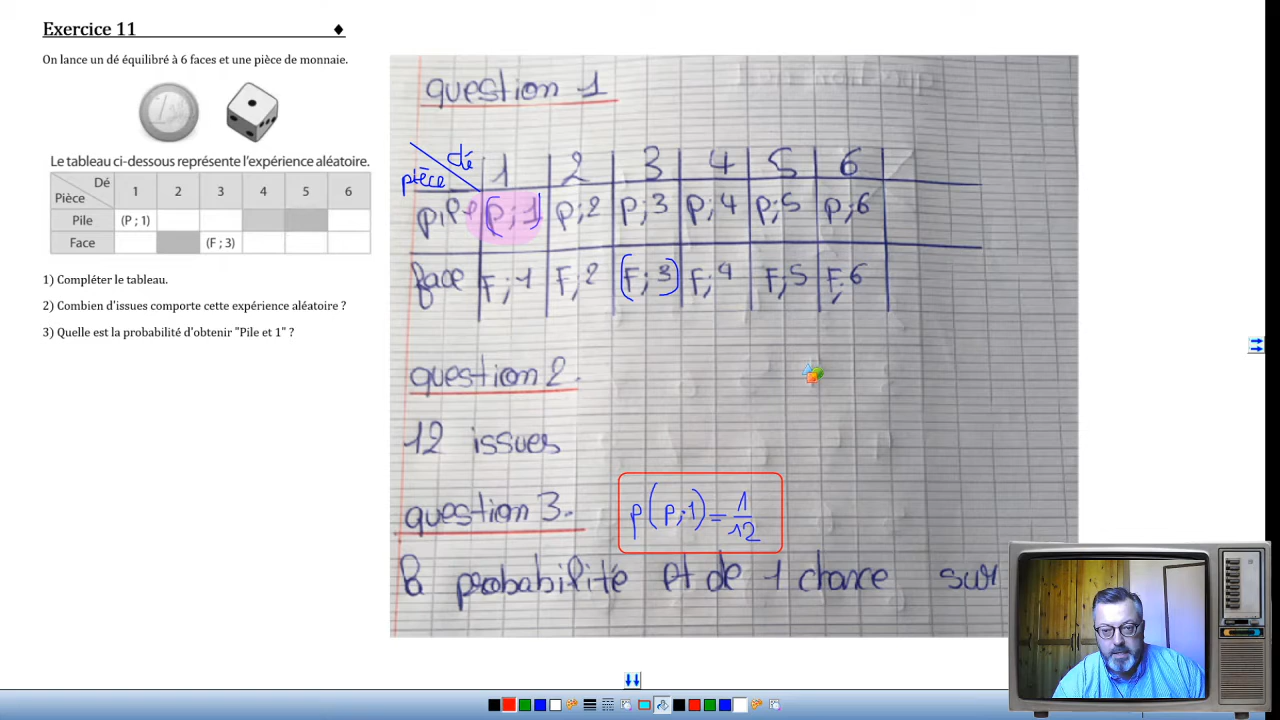 Exercice 11 ♦
On lance un dé équilibré à 6 faces et une pièce de monnaie.
Le tableau ci-dessous représente l'expérience aléatoire.
Dé 1 2 3 4 5 6
Pièce
Pile (P ; 1)
Face (F ; 3)
1) Compléter le tableau.
2) Combien d'issues comporte cette expérience aléatoire ?
3) Quelle est la probabilité d'obtenir "Pile et 1" ?
question 1
dé 1 2 3 4 5 6
pièce
pile (p;1) p;2 p;3 p;4 p;5 p;6
face F;1 F;2 (F;3) F;4 F;5 F;6
question 2.
12 issues
question 3. p(p;1)=1/12
probabilité et de 1 chance sur